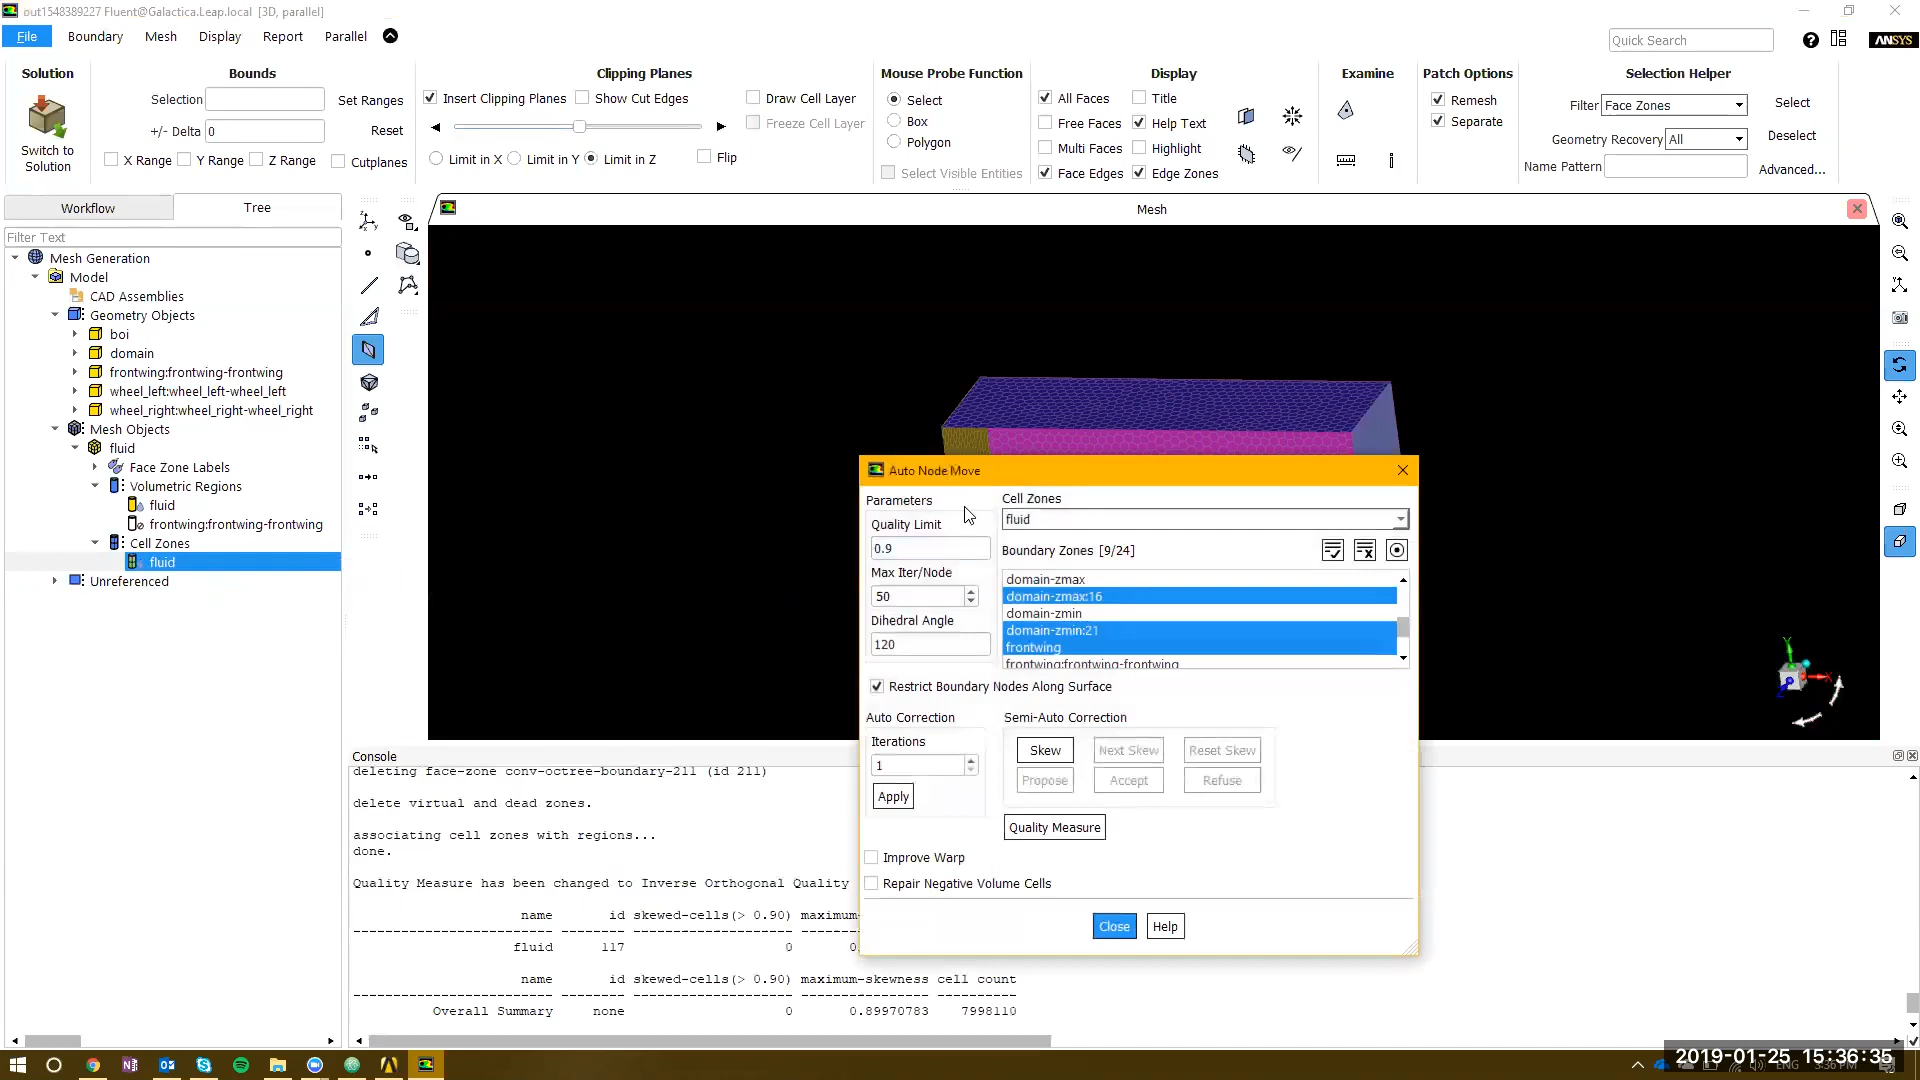 out1548389227 Fluent@Galactica.Leap.local [3D, parallel]
File Boundary Mesh Display Report Parallel
Quick Search
ANSYS
Solution
Switch to
Solution
Bounds
Selection
Set Ranges
+/- Delta 0
Reset
X Range Y Range Z Range Cutplanes
Clipping Planes
Insert Clipping Planes Show Cut Edges
Draw Cell Layer
Freeze Cell Layer
Limit in X Limit in Y Limit in Z Flip
Mouse Probe Function
Select
Box
Polygon
Select Visible Entities
Display
All Faces Title
Free Faces Help Text
Multi Faces Highlight
Face Edges Edge Zones
Examine
Patch Options
Remesh
Separate
Selection Helper
Filter Face Zones Select
Geometry Recovery All Deselect
Name Pattern Advanced...
Workflow Tree
Filter Text
Mesh Generation
Model
CAD Assemblies
Geometry Objects
boi
domain
frontwing:frontwing-frontwing
wheel_left:wheel_left-wheel_left
wheel_right:wheel_right-wheel_right
Mesh Objects
fluid
Face Zone Labels
Volumetric Regions
fluid
frontwing:frontwing-frontwing
Cell Zones
fluid
Unreferenced
Mesh
Auto Node Move
Parameters
Quality Limit
0.9
Max Iter/Node
50
Dihedral Angle
120
Cell Zones
fluid
Boundary Zones [9/24]
domain-zmax
domain-zmax:16
domain-zmin
domain-zmin:21
frontwing
frontwing:frontwing-frontwing
Restrict Boundary Nodes Along Surface
Auto Correction
Iterations
1
Apply
Semi-Auto Correction
Skew Next Skew Reset Skew
Propose Accept Refuse
Quality Measure
Improve Warp
Repair Negative Volume Cells
Close Help
Console
deleting face-zone conv-octree-boundary-211 (id 211)
delete virtual and dead zones.
associating cell zones with regions...
done.
Quality Measure has been changed to Inverse Orthogonal Quality
name id skewed-cells(> 0.90) maximum-
fluid 117 0 0.
name id skewed-cells(> 0.90) maximum-skewness cell count
Overall Summary none 0 0.89970783 7998110
Y
2019-01-25 15:36:35